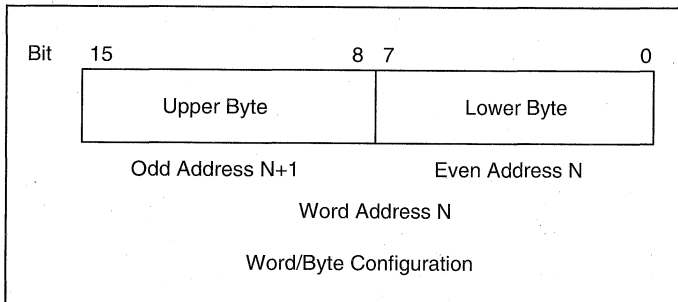 Bit 15 8 7 0
Upper Byte Lower Byte
Odd Address N+1 Even Address N
Word Address N
Word/Byte Configuration